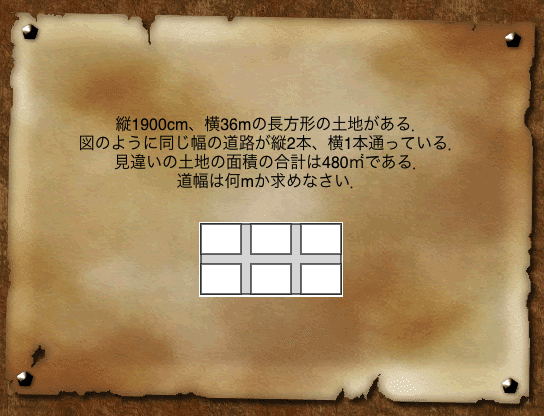 縦1900cm、横36mの長方形の土地がある.
図のように同じ幅の道路が縦2本、横1本通っている.
見違いの土地の面積の合計は480㎡である.
道幅は何mか求めなさい.